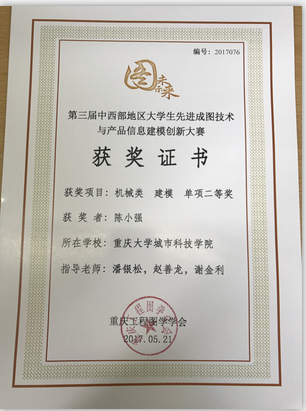 编号：2017076
图未来
第三届中西部地区大学生先进成图技术
与产品信息建模创新大赛
获奖证书
获奖项目：机械类 建模 单项二等奖
获奖者：陈小强
所在学校：重庆大学城市科技学院
指导老师：潘银松，赵善龙，谢金利
重庆工程图学学会
2017.05.21